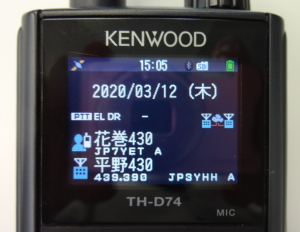 KENWOOD
15:05
2020/03/12 (木)
PTT EL DR -
花巻430
JP7YET A
平野430
439.390 JP3YHH A
TH-D74
MIC